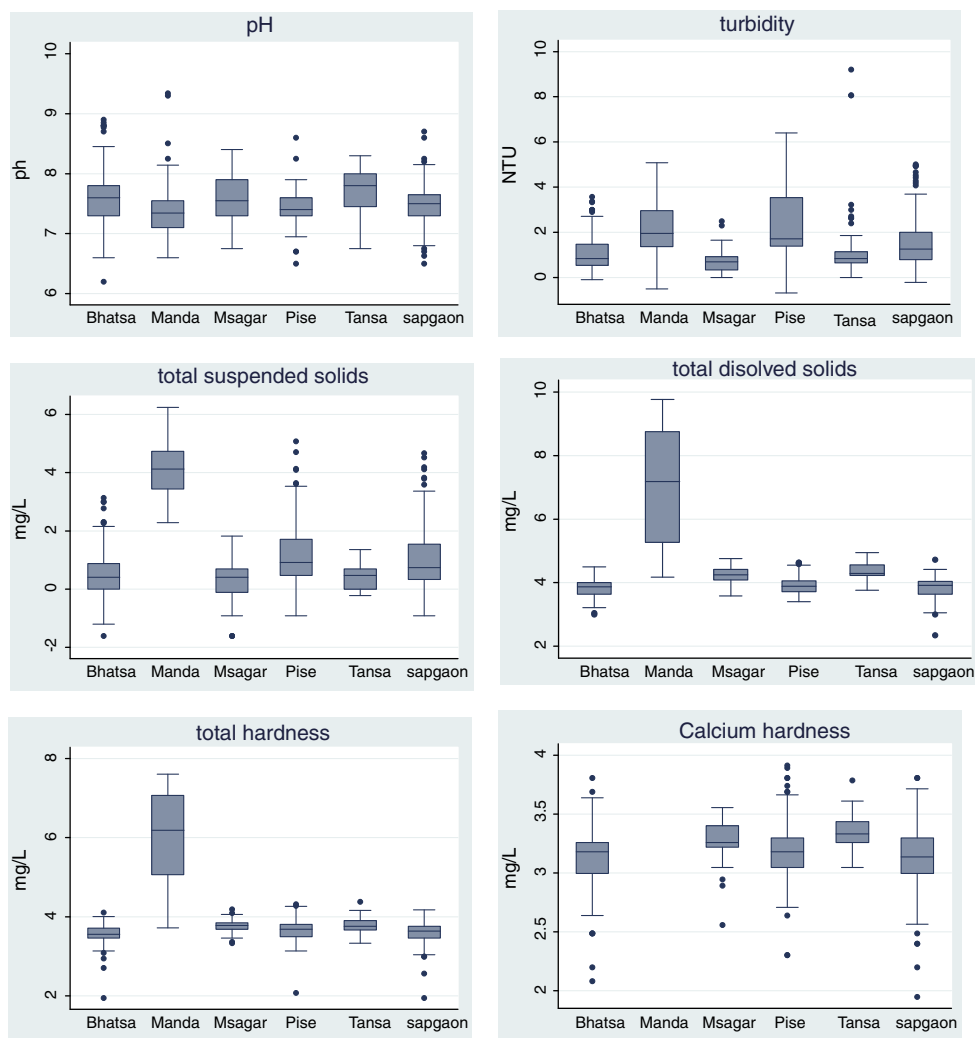 pH
10
9
8
7
6
ph
Bhatsa Manda Msagar Pise Tansa sapgaon
turbidity
10
8
6
4
2
0
NTU
Bhatsa Manda Msagar Pise Tansa sapgaon
total suspended solids
6
4
2
0
-2
mg/L
Bhatsa Manda Msagar Pise Tansa sapgaon
total disolved solids
10
8
6
4
2
mg/L
Bhatsa Manda Msagar Pise Tansa sapgaon
total hardness
8
6
4
2
mg/L
Bhatsa Manda Msagar Pise Tansa sapgaon
Calcium hardness
4
3.5
3
2.5
2
mg/L
Bhatsa Manda Msagar Pise Tansa sapgaon